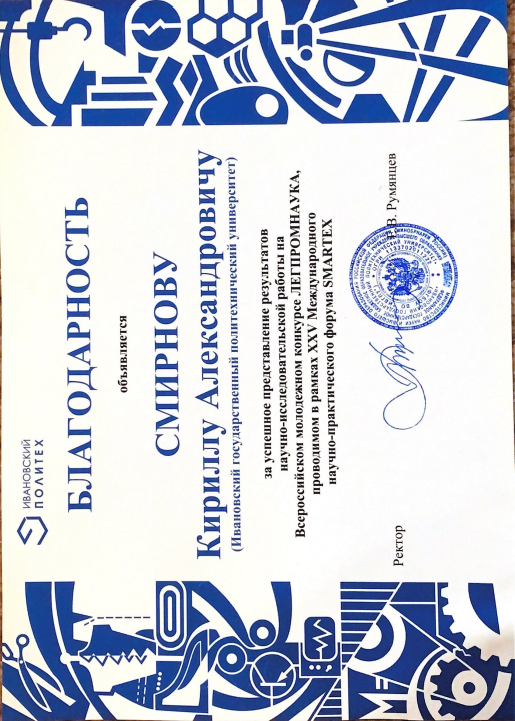 ИВАНОВСКИЙ
ПОЛИТЕХ
БЛАГОДАРНОСТЬ
объявляется
СМИРНОВУ
Кириллу Александровичу
(Ивановский государственный политехнический университет)
за успешное представление результатов
научно-исследовательской работы на
Всероссийском молодежном конкурсе ЛЕГПРОМНАУКА,
проводимом в рамках XXV Международного
научно-практического форума SMARTEX
Ректор
В. Румянцев